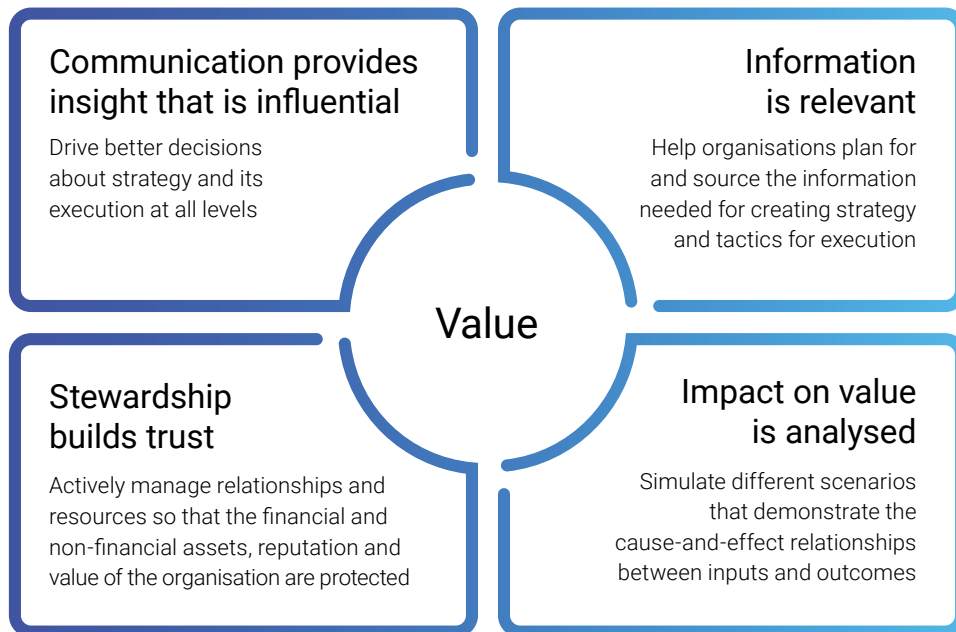 Communication provides
insight that is influential
Drive better decisions
about strategy and its
execution at all levels
Information
is relevant
Help organisations plan for
and source the information
needed for creating strategy
and tactics for execution
Value
Stewardship
builds trust
Actively manage relationships and
resources so that the financial and
non-financial assets, reputation and
value of the organisation are protected
Impact on value
is analysed
Simulate different scenarios
that demonstrate the
cause-and-effect relationships
between inputs and outcomes